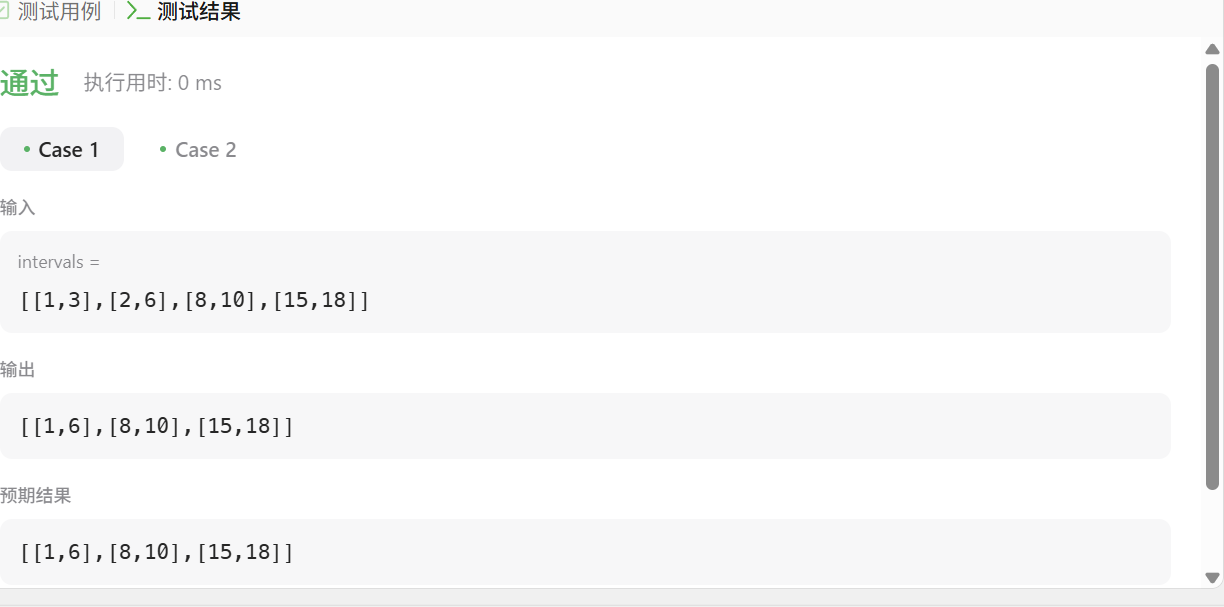 测试用例 >_ 测试结果
通过 执行用时: 0 ms
• Case 1 • Case 2
输入
intervals =
[[1,3],[2,6],[8,10],[15,18]]
输出
[[1,6],[8,10],[15,18]]
预期结果
[[1,6],[8,10],[15,18]]